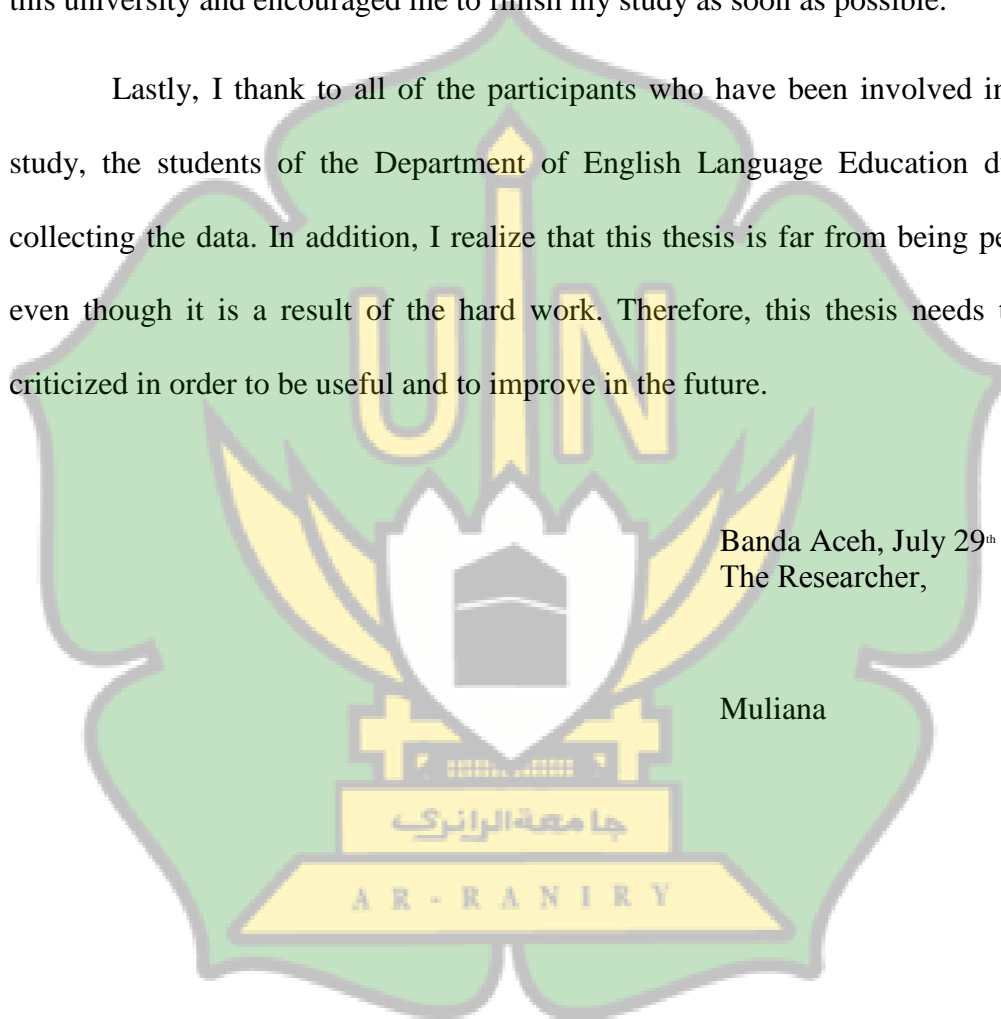 this university and encouraged me to finish my study as soon as possible.
Lastly, I thank to all of the participants who have been involved in
study, the students of the Department of English Language Education d
collecting the data. In addition, I realize that this thesis is far from being pe
even though it is a result of the hard work. Therefore, this thesis needs t
criticized in order to be useful and to improve in the future.
UIN
Banda Aceh, July 29th
The Researcher,
Muliana
جامعة الرانري
AR-RANIRY